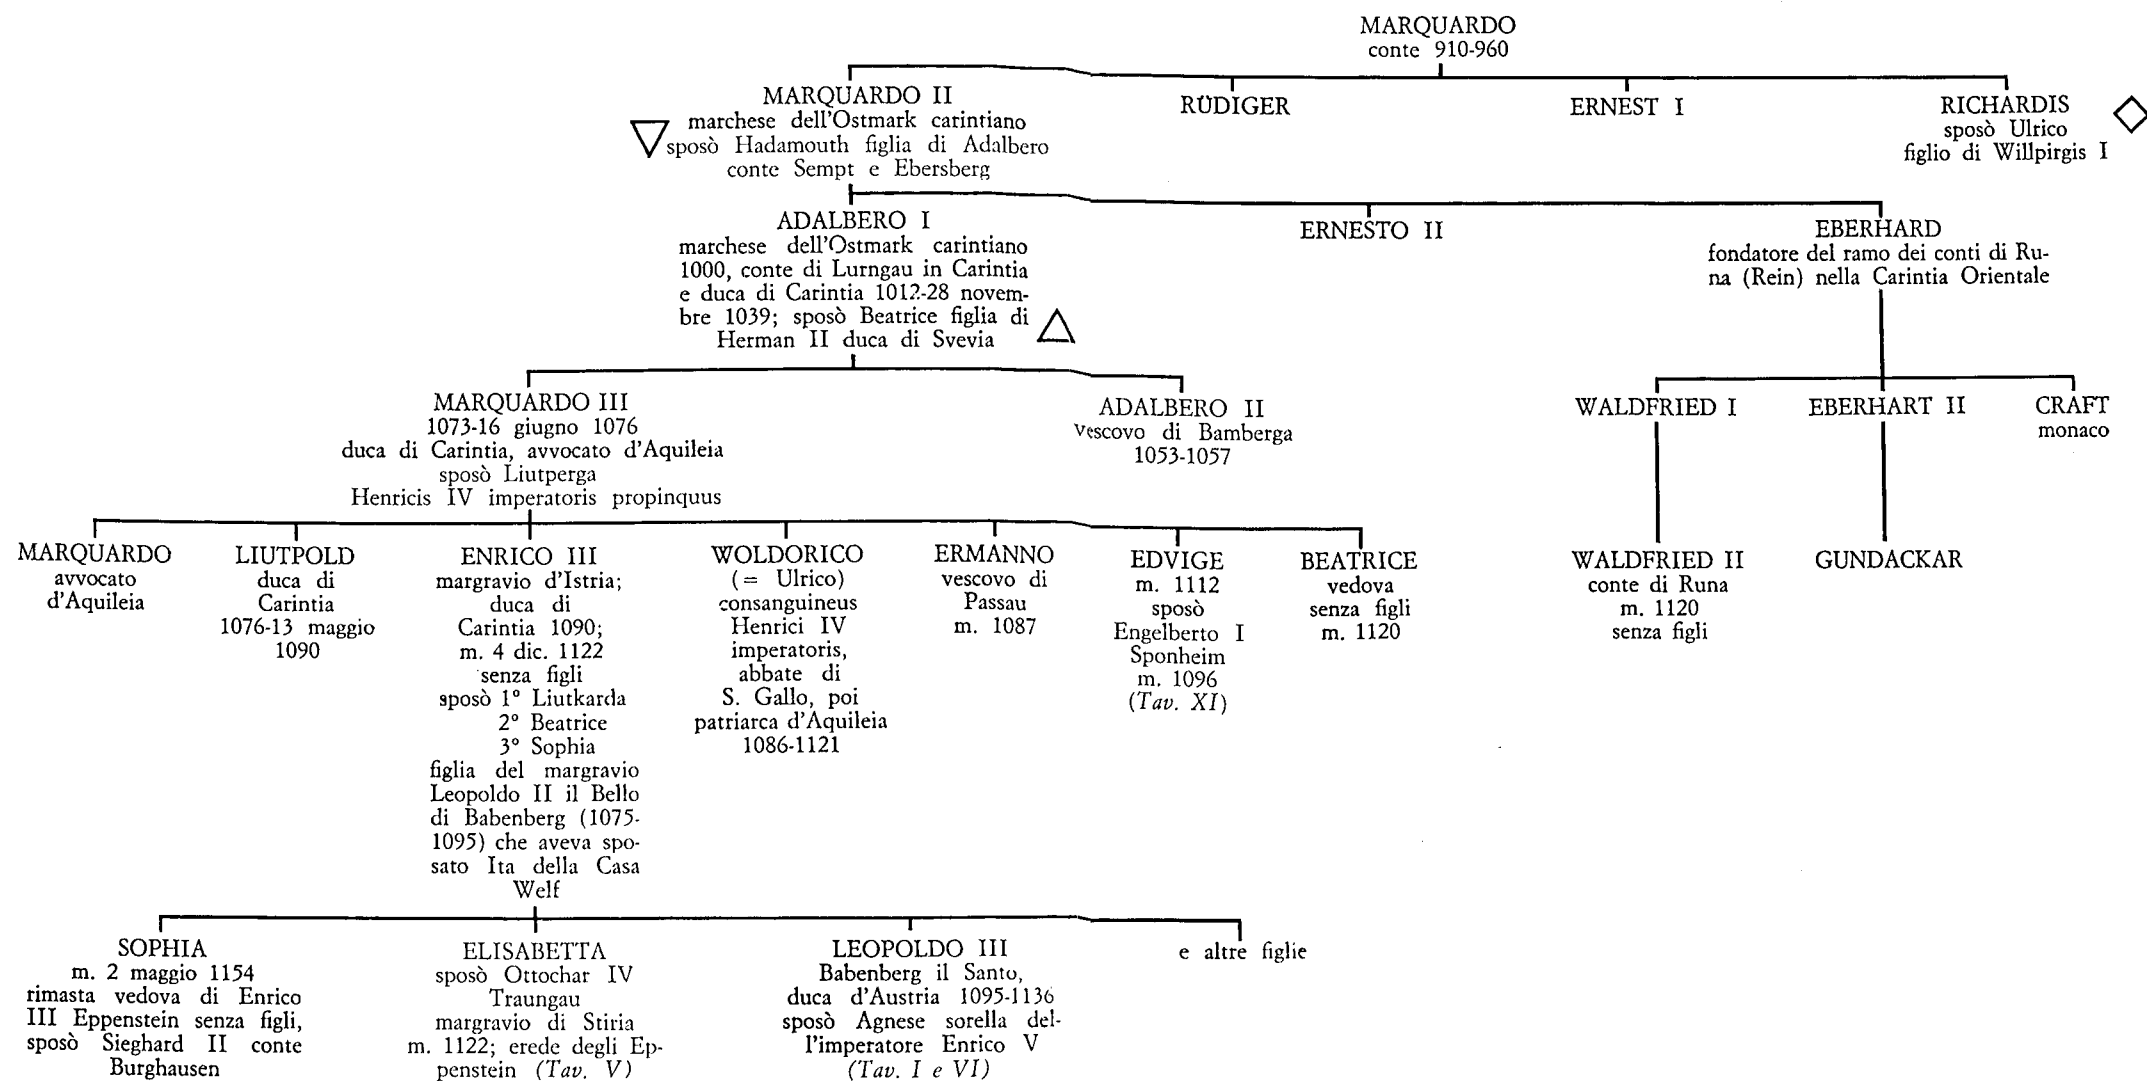 MARQUARDO
conte 910-960
MARQUARDO II
marchese dell'Ostmark carintiano
sposò Hadamouth figlia di Adalbero
conte Sempt e Ebersberg
RÜDIGER
ERNEST I
RICHARDIS
sposò Ulrico
figlio di Willpirgis I
ADALBERO I
marchese dell'Ostmark carintiano
1000, conte di Lurngau in Carintia
e duca di Carintia 1012-28 novem-
bre 1039; sposò Beatrice figlia di
Herman II duca di Svevia
ERNESTO II
EBERHARD
fondatore del ramo dei conti di Ru-
na (Rein) nella Carintia Orientale
MARQUARDO III
1073-16 giugno 1076
duca di Carintia, avvocato d'Aquileia
sposò Liutperga
Henricis IV imperatoris propinquus
ADALBERO II
vescovo di Bamberga
1053-1057
WALDFRIED I
EBERHART II
CRAFT
monaco
MARQUARDO
avvocato
d'Aquileia
LIUTPOLD
duca di
Carintia
1076-13 maggio
1090
ENRICO III
margravio d'Istria;
duca di
Carintia 1090;
m. 4 dic. 1122
senza figli
sposò 1° Liutkarda
2° Beatrice
3° Sophia
figlia del margravio
Leopoldo II il Bello
di Babenberg (1075-
1095) che aveva spo-
sato Ita della Casa
Welf
WOLDORICO
(= Ulrico)
consanguineus
Henrici IV
imperatoris,
abbate di
S. Gallo, poi
patriarca d'Aquileia
1086-1121
ERMANNO
vescovo di
Passau
m. 1087
EDVIGE
m. 1112
sposò
Engelberto I
Sponheim
m. 1096
(Tav. XI)
BEATRICE
vedova
senza figli
m. 1120
WALDFRIED II
conte di Runa
m. 1120
senza figli
GUNDACKAR
SOPHIA
m. 2 maggio 1154
rimasta vedova di Enrico
III Eppenstein senza figli,
sposò Sieghard II conte
Burghausen
ELISABETTA
sposò Ottochar IV
Traungau
margravio di Stiria
m. 1122; erede degli Ep-
penstein (Tav. V)
LEOPOLDO III
Babenberg il Santo,
duca d'Austria 1095-1136
sposò Agnese sorella del-
l'imperatore Enrico V
(Tav. I e VI)
e altre figlie